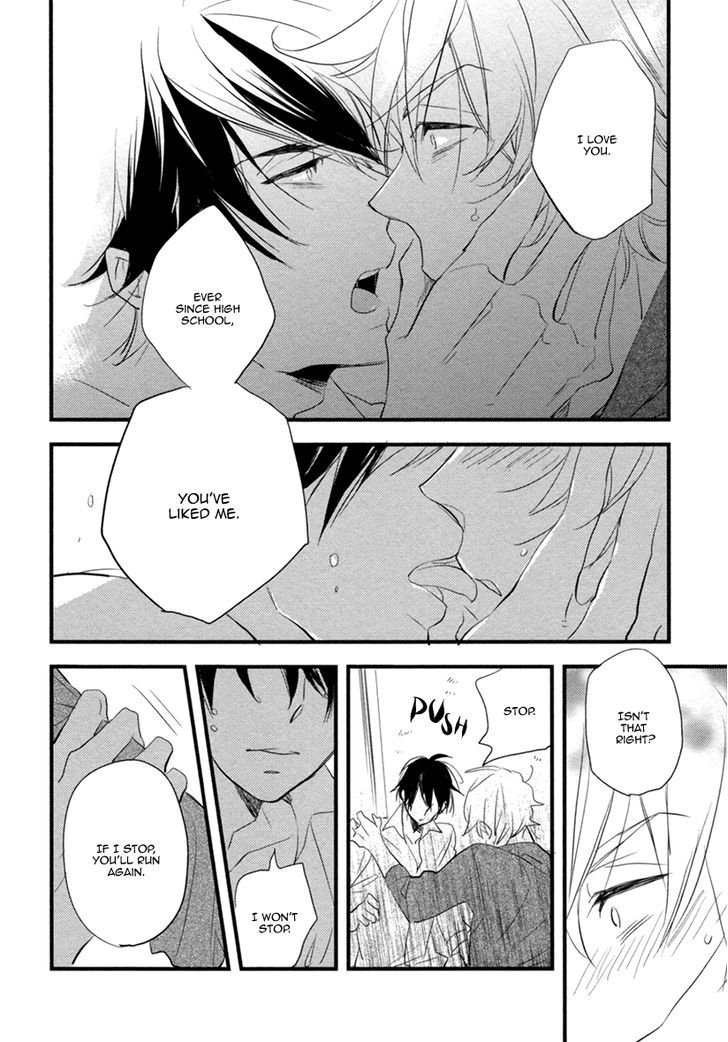 I LOVE
YOU.
EVER
SINCE HIGH
SCHOOL,
YOU'VE
LIKED ME.
ISN'T
THAT
RIGHT?
STOP.
PUSH
I WON'T
STOP.
IF I STOP,
YOU'LL RUN
AGAIN.